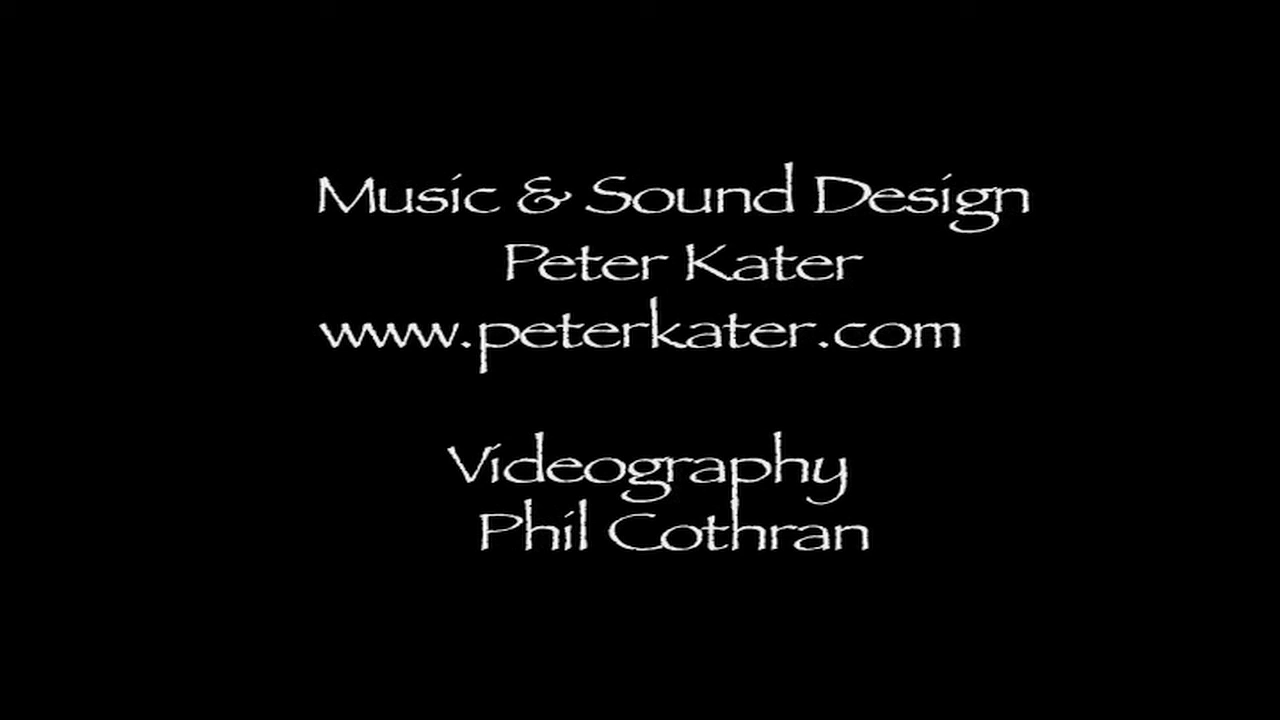 Music & Sound Design
Peter Kater
www.peterkater.com
Videography
Phil Cothran